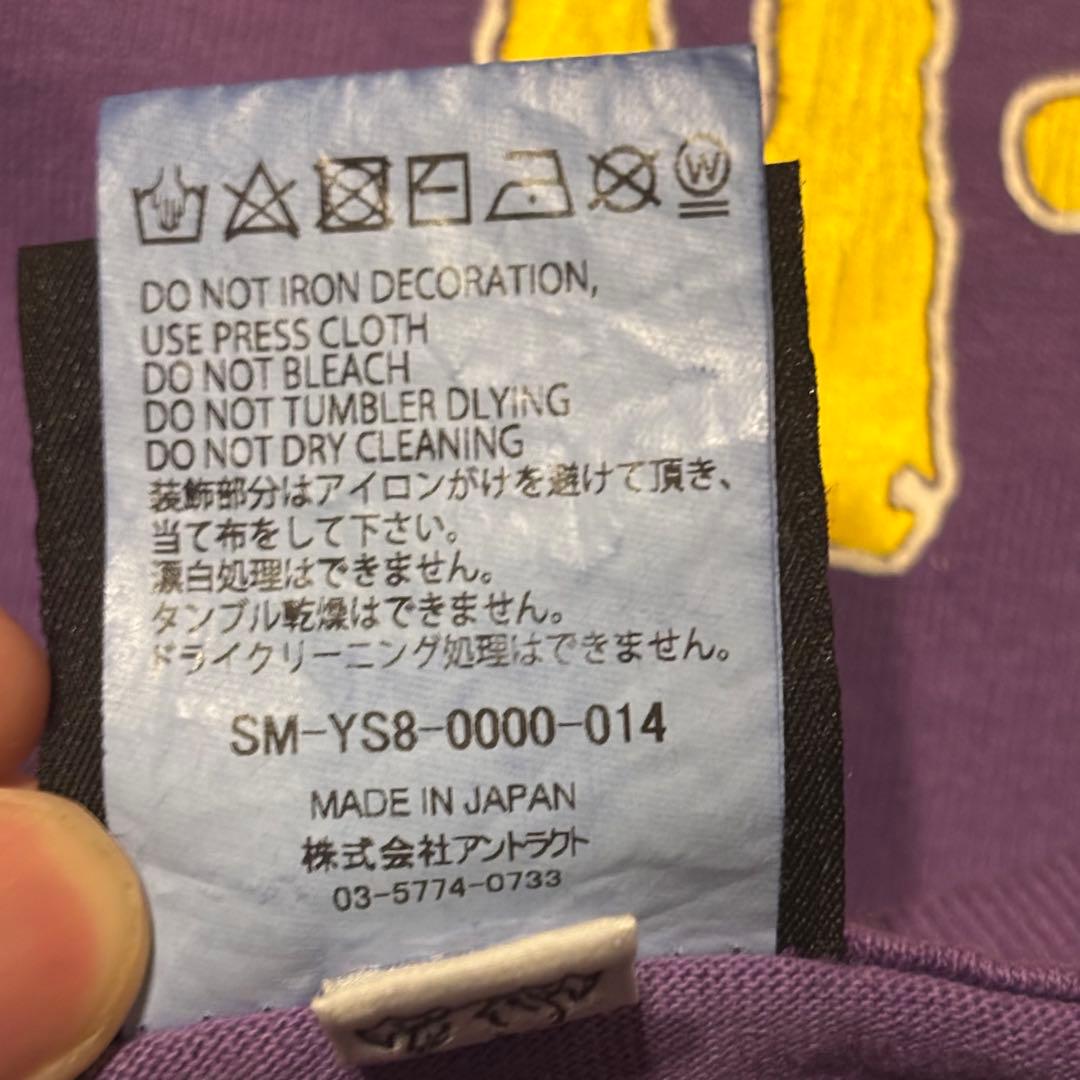 W
DO NOT IRON DECORATION,
USE PRESS CLOTH
DO NOT BLEACH
DO NOT TUMBLER DLYING
DO NOT DRY CLEANING
装飾部分はアイロンがけを避けて頂き、
当て布をして下さい。
漂白処理はできません。
タンブル乾燥はできません。
ドライクリーニング処理はできません。
SM-YS8-0000-014
MADE IN JAPAN
株式会社アントラクト
03-5774-0733